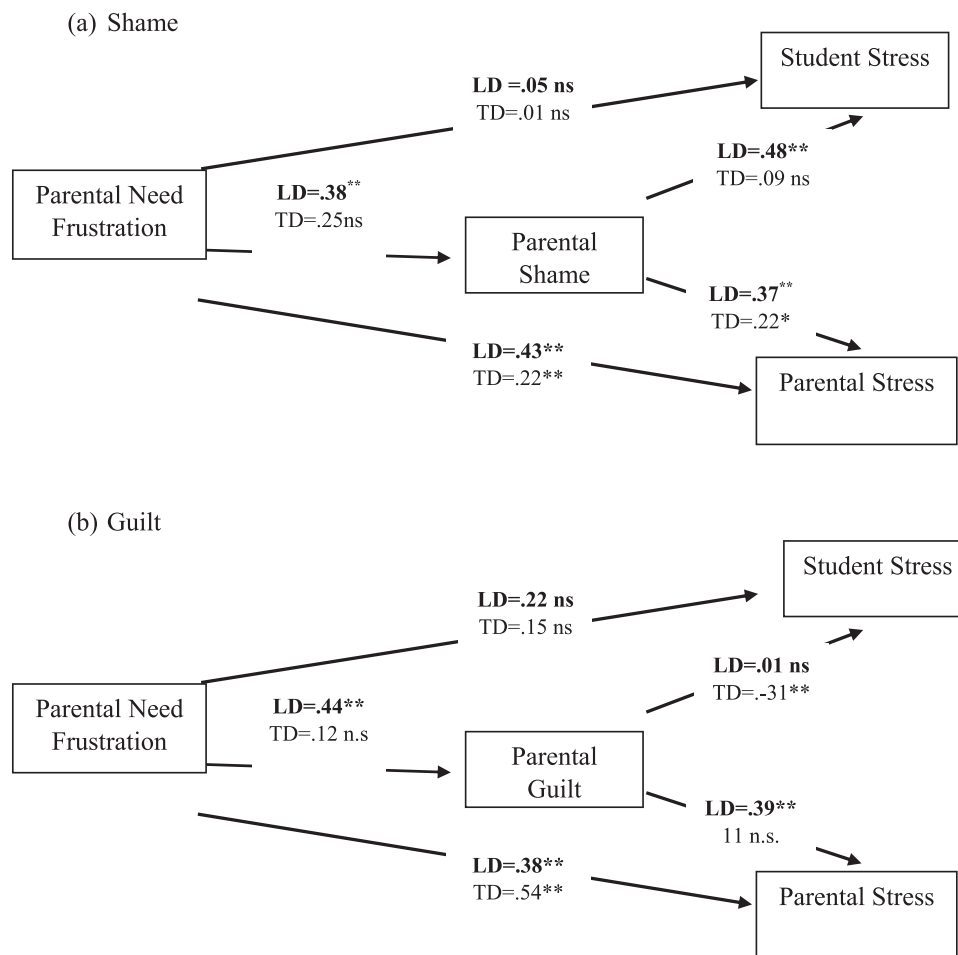 (a) Shame
Student Stress
LD =.05 ns
TD=.01 ns
LD=.48**
TD=.09 ns
Parental Need
Frustration
LD=.38**
TD=.25ns
Parental
Shame
LD=.37**
TD=.22*
LD=.43**
TD=.22**
Parental Stress
(b) Guilt
Student Stress
LD=.22 ns
TD=.15 ns
LD=.01 ns
TD=.-31**
Parental Need
Frustration
LD=.44**
TD=.12 n.s
Parental
Guilt
LD=.39**
11 n.s.
LD=.38**
TD=.54**
Parental Stress